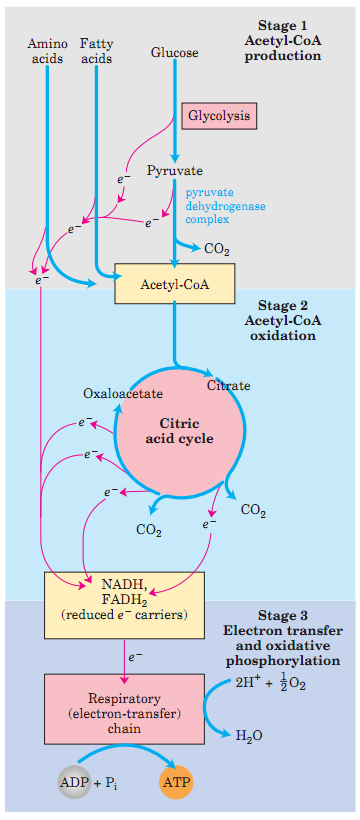 Stage 1
Acetyl-CoA
production
Amino
acids
Fatty
acids
Glucose
Glycolysis
Pyruvate
e⁻
pyruvate
dehydrogenase
complex
e⁻
e⁻
CO₂
e⁻
Acetyl-CoA
Stage 2
Acetyl-CoA
oxidation
Oxaloacetate
Citrate
e⁻
Citric
acid cycle
e⁻
e⁻
CO₂
e⁻
CO₂
NADH,
FADH₂
(reduced e⁻ carriers)
Stage 3
Electron transfer
and oxidative
phosphorylation
e⁻
2H⁺ + ½O₂
Respiratory
(electron-transfer)
chain
H₂O
ADP + Pᵢ
ATP